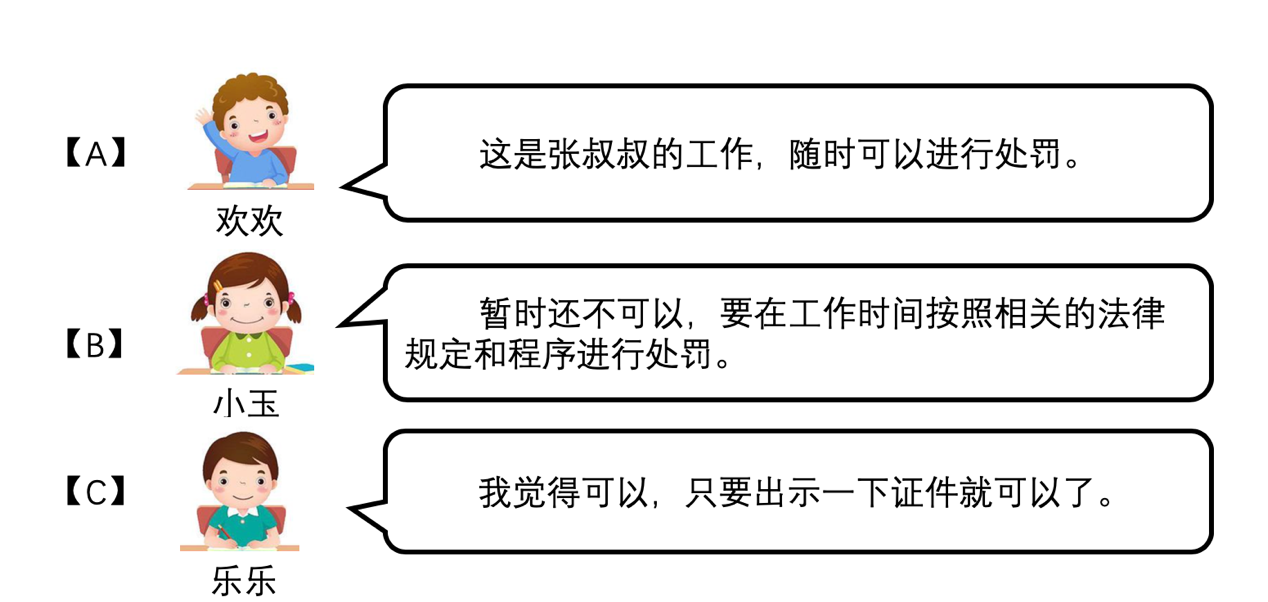 【A】
这是张叔叔的工作，随时可以进行处罚。
欢欢
【B】
暂时还不可以，要在工作时间按照相关的法律
规定和程序进行处罚。
小玉
【C】
我觉得可以，只要出示一下证件就可以了。
乐乐